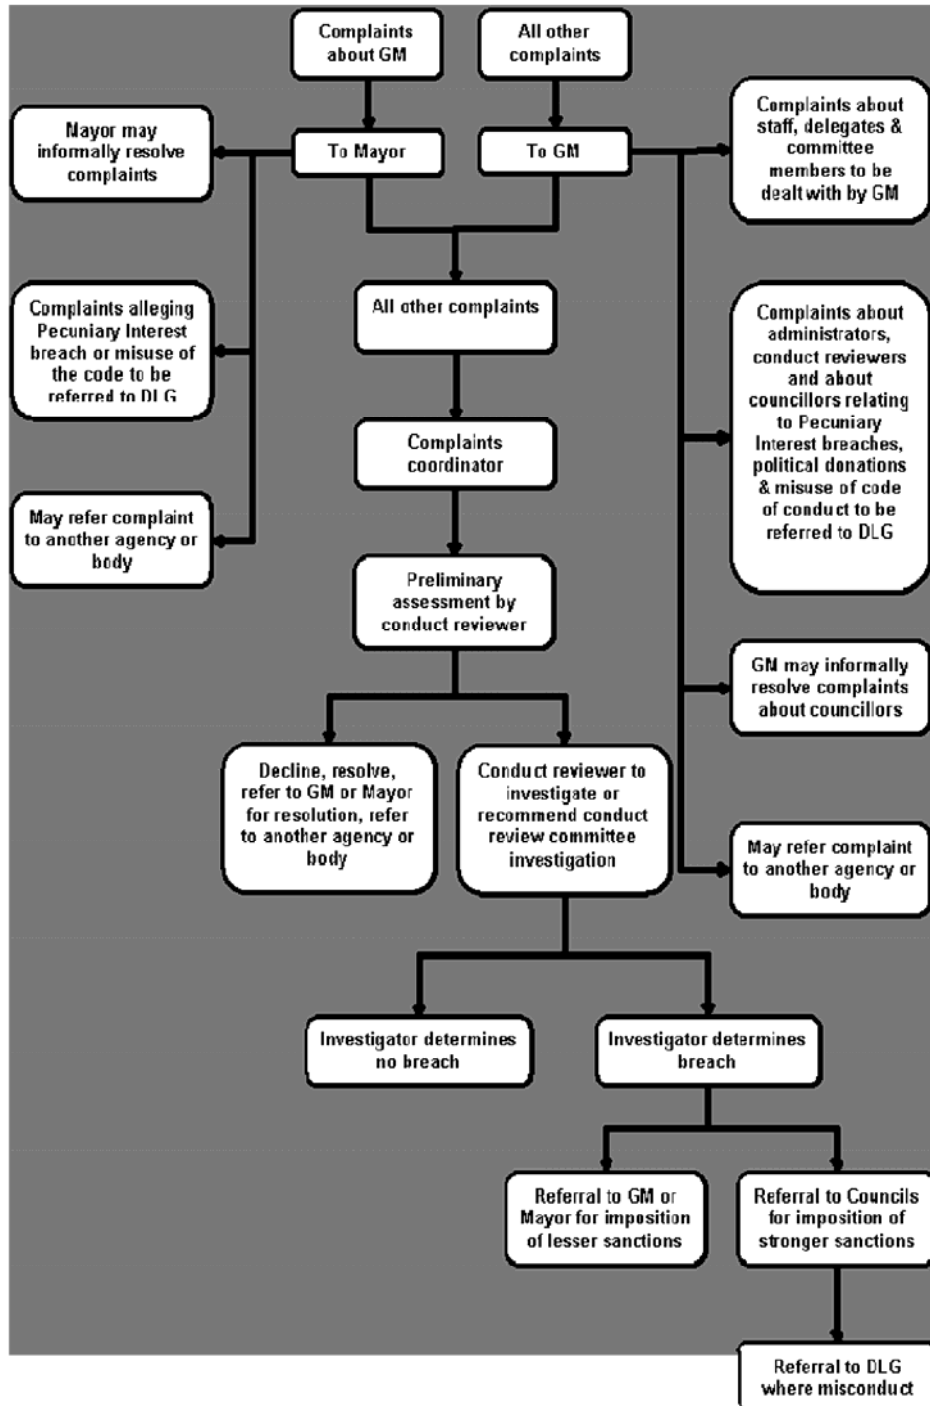 Complaints
about GM
All other
complaints
Mayor may
informally resolve
complaints
To Mayor
To GM
Complaints about
staff, delegates &
committee
members to be
dealt with by GM
Complaints alleging
Pecuniary Interest
breach or misuse of
the code to be
referred to DLG
All other complaints
Complaints about
administrators,
conduct reviewers
and about
councillors relating
to Pecuniary
Interest breaches,
political donations
& misuse of code
of conduct to be
referred to DLG
Complaints
coordinator
May refer complaint
to another agency or
body
Preliminary
assessment by
conduct reviewer
GM may informally
resolve complaints
about councillors
Decline, resolve,
refer to GM or Mayor
for resolution, refer
to another agency or
body
Conduct reviewer to
investigate or
recommend conduct
review committee
investigation
May refer complaint
to another agency or
body
Investigator determines
no breach
Investigator determines
breach
Referral to GM or
Mayor for imposition
of lesser sanctions
Referral to Councils
for imposition of
stronger sanctions
Referral to DLG
where misconduct